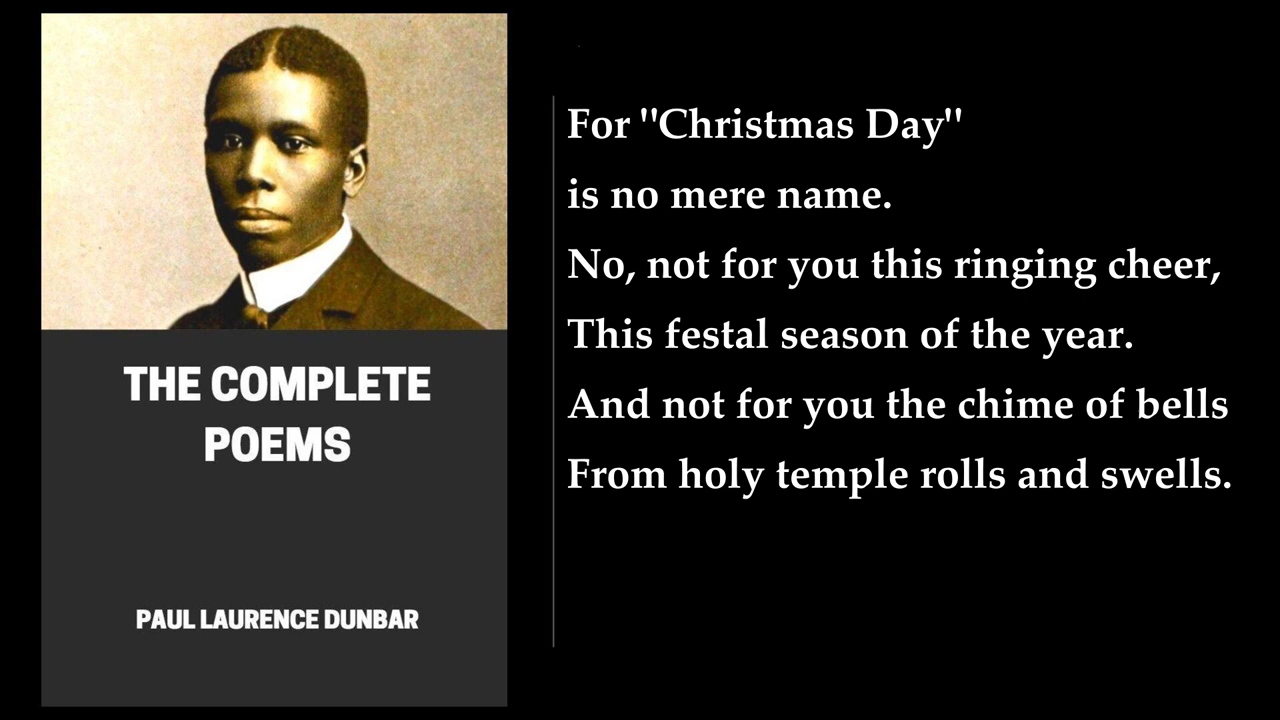 THE COMPLETE
POEMS
PAUL LAURENCE DUNBAR
For "Christmas Day"
is no mere name.
No, not for you this ringing cheer,
This festal season of the year.
And not for you the chime of bells
From holy temple rolls and swells.